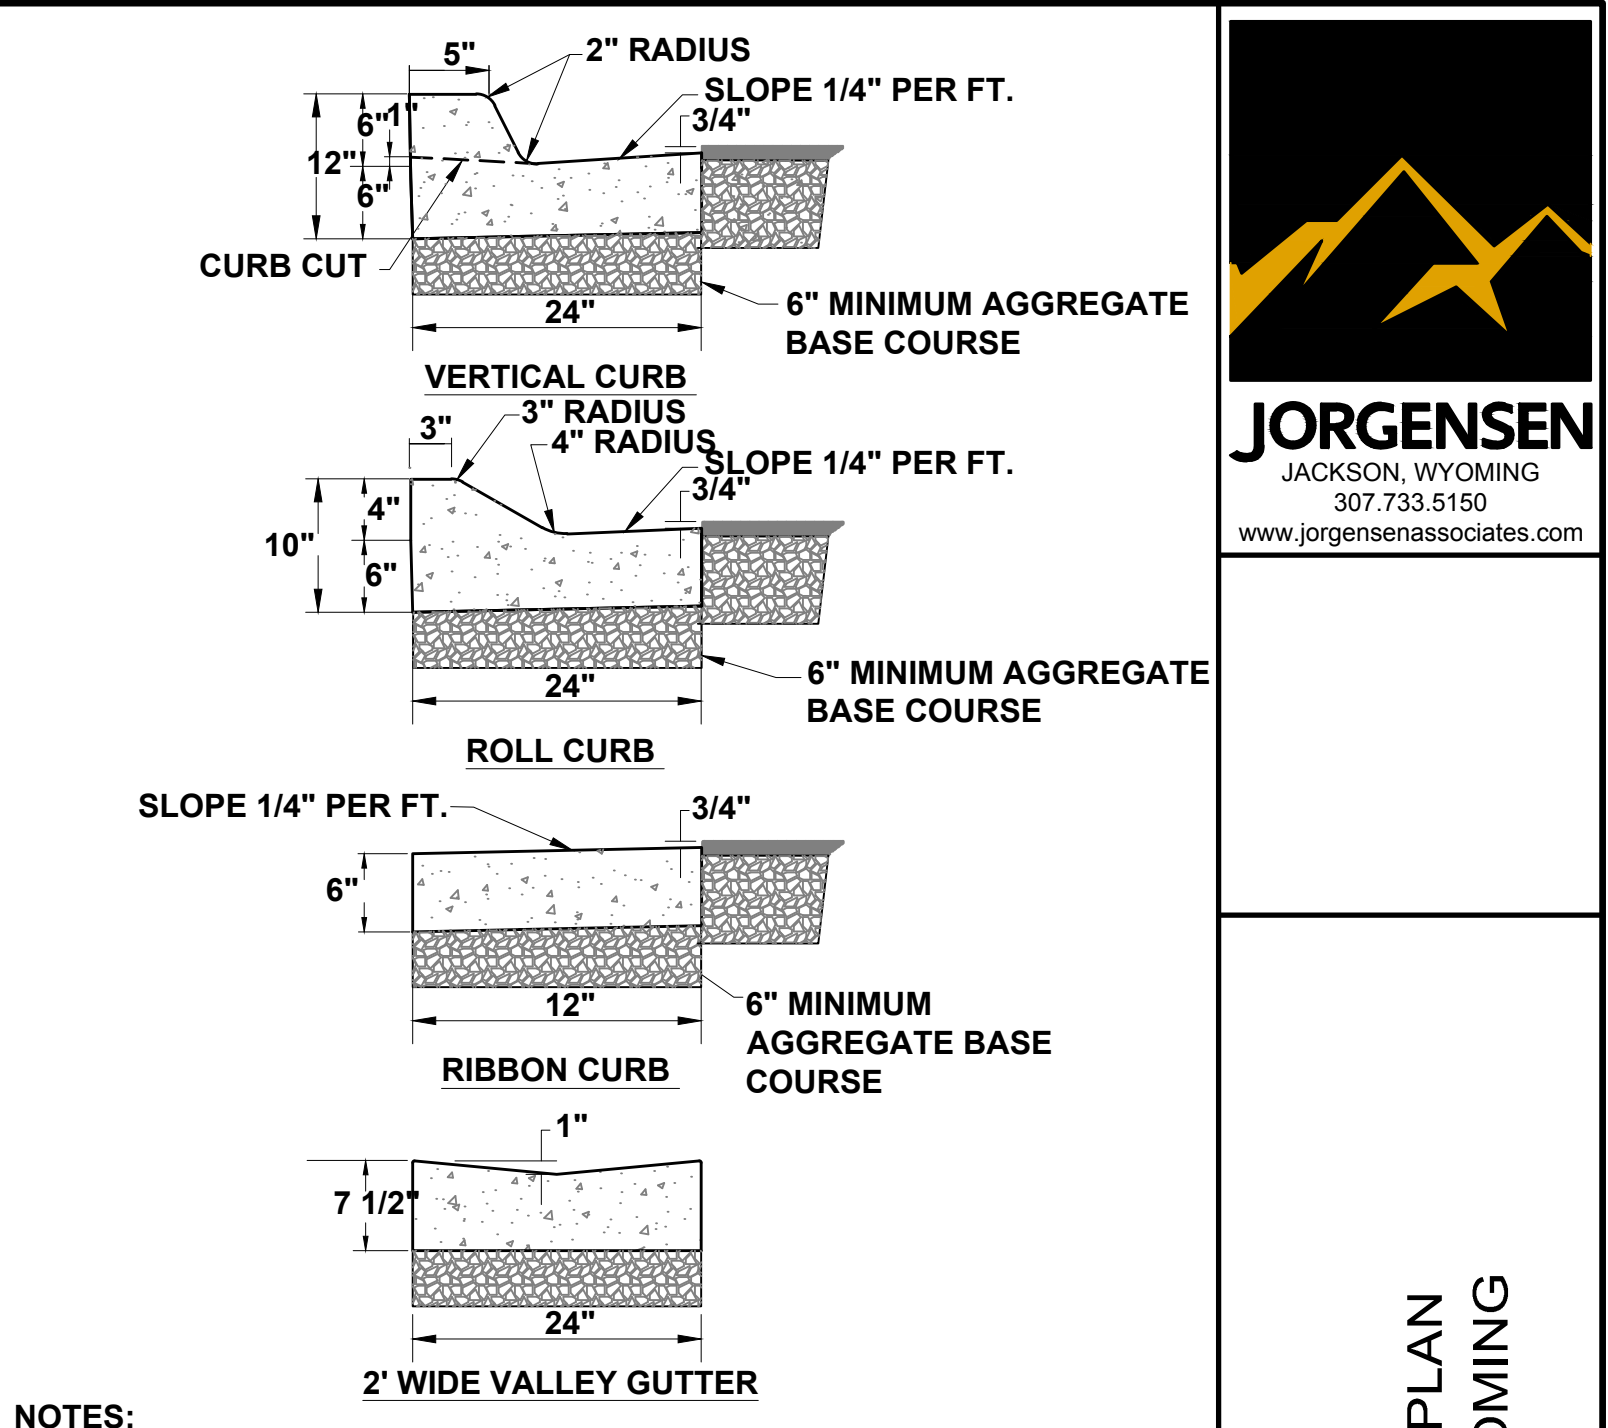 5"
2" RADIUS
SLOPE 1/4" PER FT.
3/4"
6"
1"
12"
6"
CURB CUT
24"
6" MINIMUM AGGREGATE
BASE COURSE
VERTICAL CURB
3"
3" RADIUS
4" RADIUS
SLOPE 1/4" PER FT.
3/4"
4"
10"
6"
24"
6" MINIMUM AGGREGATE
BASE COURSE
ROLL CURB
SLOPE 1/4" PER FT.
3/4"
6"
12"
6" MINIMUM
AGGREGATE BASE
COURSE
RIBBON CURB
1"
7 1/2"
24"
2' WIDE VALLEY GUTTER
NOTES:
JORGENSEN
JACKSON, WYOMING
307.733.5150
www.jorgensenassociates.com
PLAN
OMING